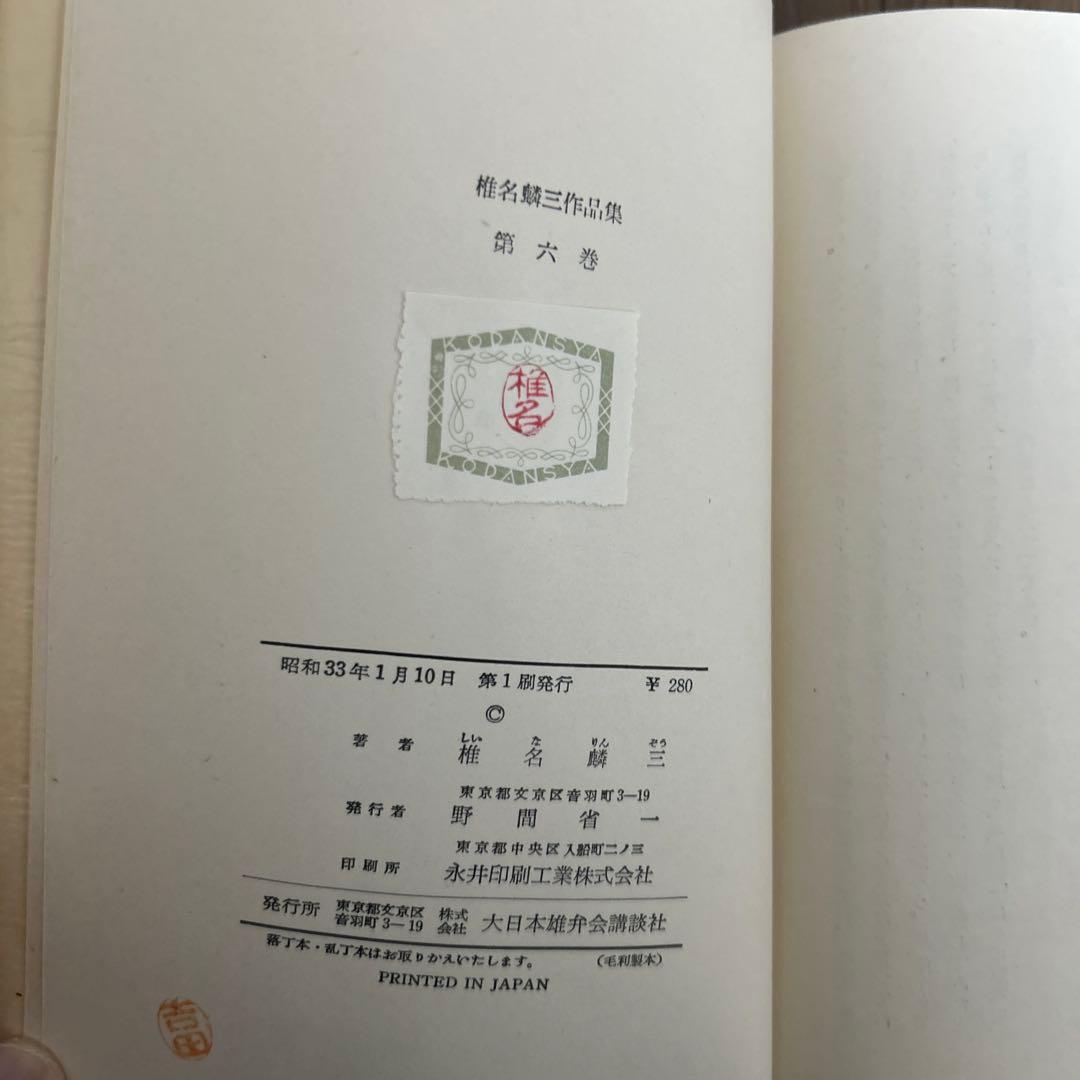 椎名麟三作品集
第六巻
KODANSYA
椎名
KODANSYA
昭和33年1月10日 第1刷発行 ¥280
©
しい な りん ぞう
著者 椎名麟三
東京都文京区音羽町3—19
発行者 野間省一
東京都中央区入船町二ノ三
印刷所 永井印刷工業株式会社
発行所 東京都文京区音羽町3—19 株式会社 大日本雄弁会講談社
落丁本・乱丁本はお取りかえいたします。 (毛利製本)
PRINTED IN JAPAN
吉田